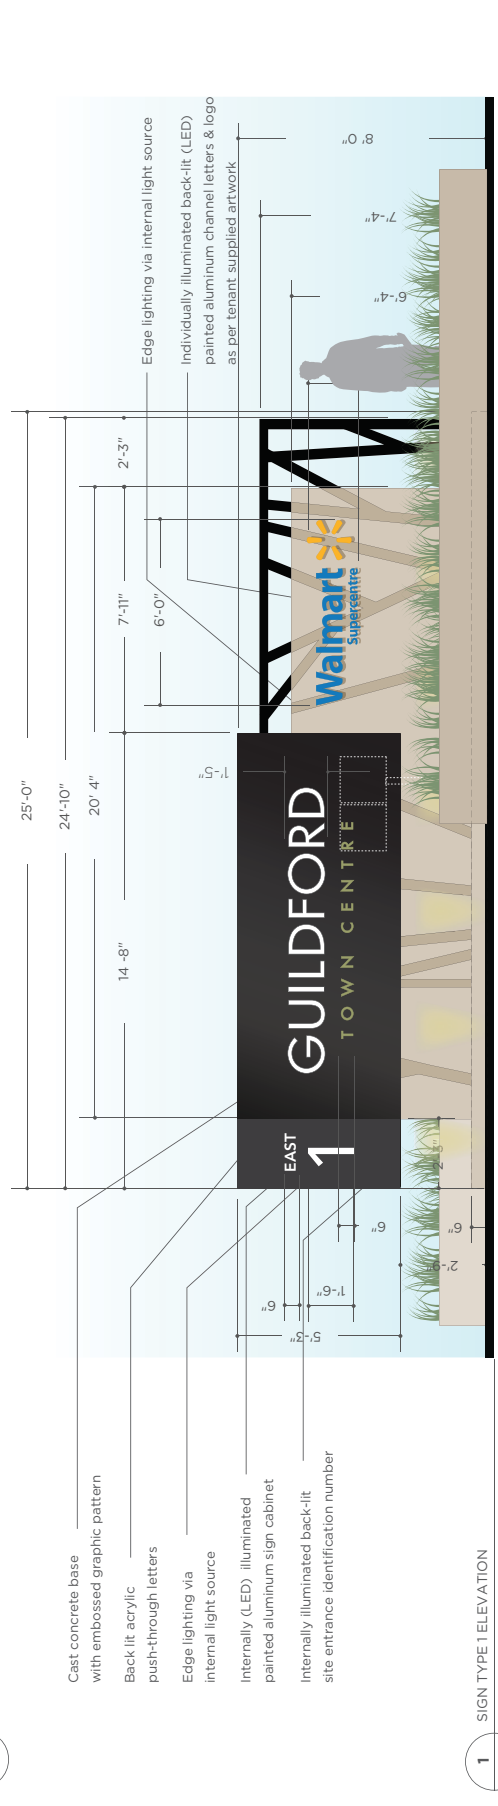 Edge lighting via internal light source
Individually illuminated back-lit (LED)
painted aluminum channel letters & logo
as per tenant supplied artwork
25'-0"
24'-10"
20' 4"
14 -8"
7'-11"
2'-3"
6'-0"
8' 0"
7'-4"
6'-4"
1'-5"
Walmart
Supercentre
GUILDFORD
TOWN CENTRE
EAST
1
2'-3"
6"
2'-9"
6"
1'-6"
6"
5'-3"
Cast concrete base
with embossed graphic pattern
Back lit acrylic
push-through letters
Edge lighting via
internal light source
Internally (LED) illuminated
painted aluminum sign cabinet
Internally illuminated back-lit
site entrance identification number
1
SIGN TYPE 1 ELEVATION